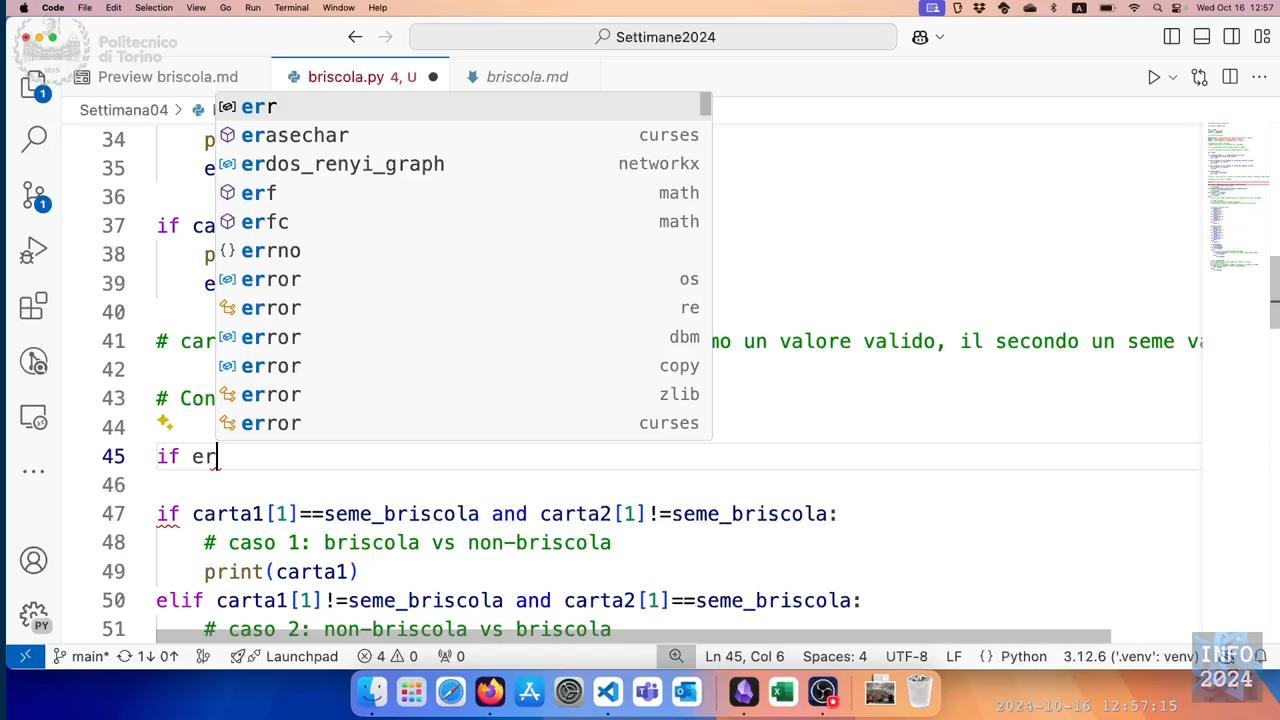 Code File Edit Selection View Go Run Terminal Window Help Wed Oct 16 12:57
Politecnico
di Torino
Settimane2024
Preview briscola.md
briscola.py 4, U
briscola.md
Settimana04
err
erasechar curses
erdos_renyi_graph networkx
erf math
erfc math
errno
error os
error re
error dbm
error copy
error zlib
error curses
1
1
34 p
35 e
36
37 if ca
38 p
39 e
40
41 # car mo un valore valido, il secondo un seme va
42
43 # Con
44
45 if er
46
47 if carta1[1]==seme_briscola and carta2[1]!=seme_briscola:
48 # caso 1: briscola vs non-briscola
49 print(carta1)
50 elif carta1[1]!=seme_briscola and carta2[1]==seme_briscola:
51 # caso 2: non-briscola vs briscola
PY
main* 1↓ 0↑ Launchpad 4 0 0 Ln 45, Col 6 Spaces: 4 UTF-8 LF {} Python 3.12.6 ('.venv': venv)
INFO
2024
2024-10-16 12:57:15